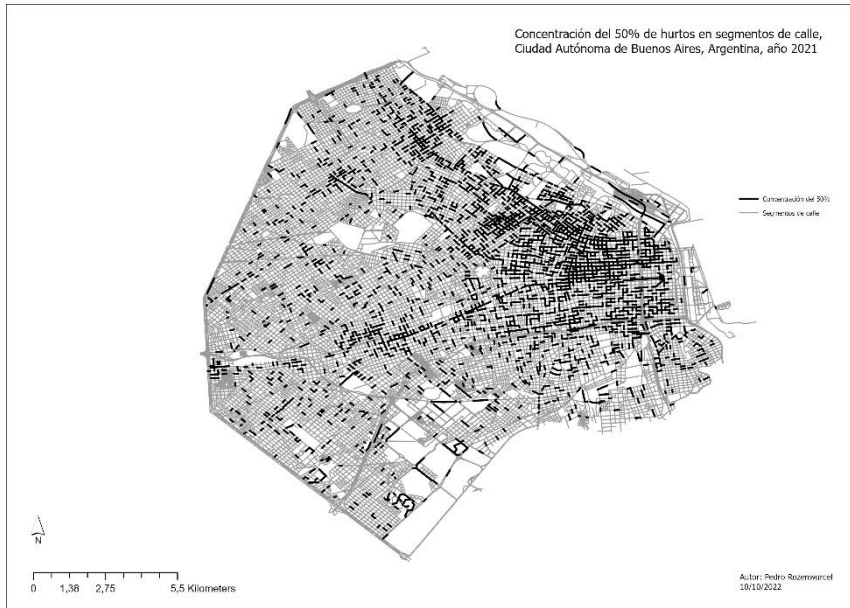 Concentración del 50% de hurtos en segmentos de calle,
Ciudad Autónoma de Buenos Aires, Argentina, año 2021
Concentración del 50%
Segmentos de calle
N
0 1,38 2,75 5,5 Kilometers
Autor: Pedro Rozenwurcel
10/10/2022